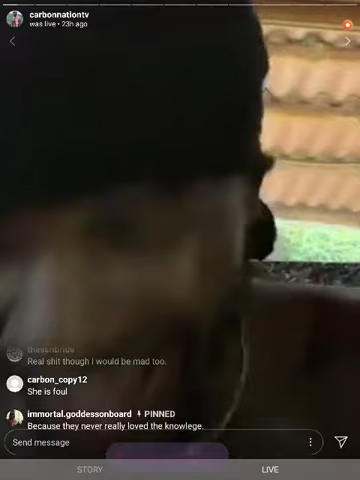 carbonnationtv
was live • 23h ago
thessnbride
Real shit though I would be mad too.
carbon_copy12
She is foul
immortal.goddessonboard PINNED
Because they never really loved the knowlege.
Send message
STORY
LIVE